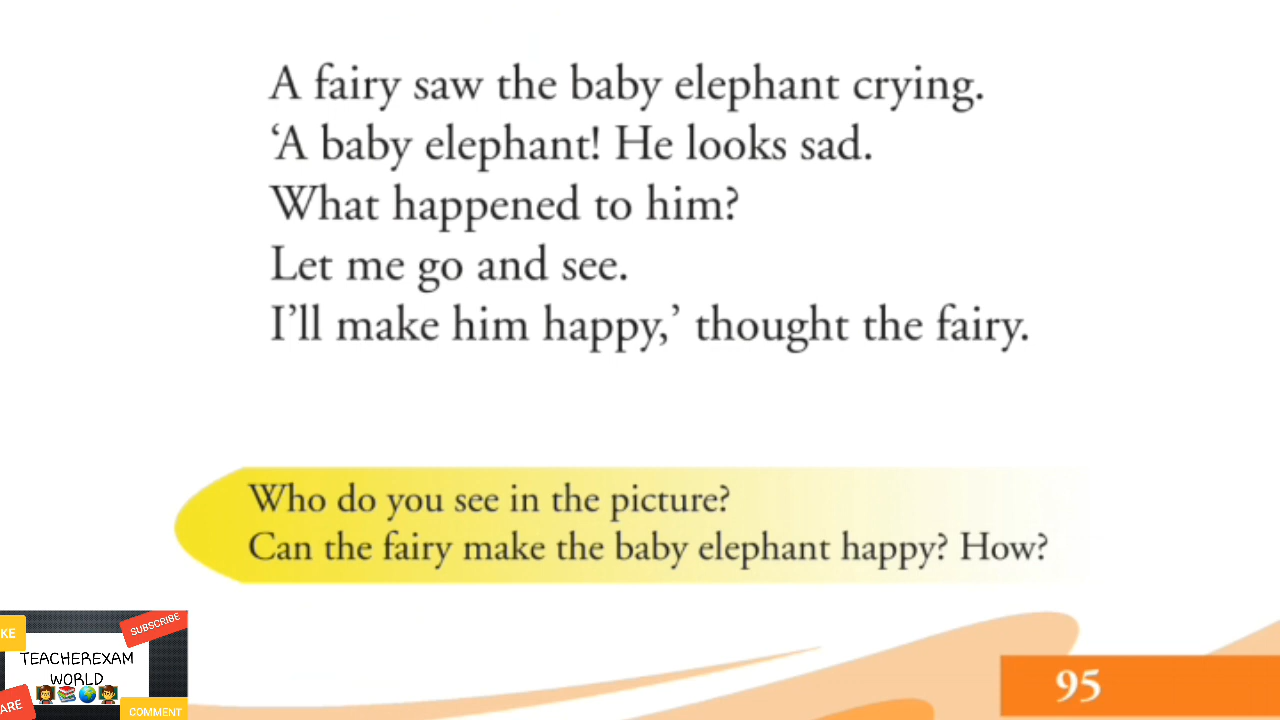 A fairy saw the baby elephant crying.
‘A baby elephant! He looks sad.
What happened to him?
Let me go and see.
I’ll make him happy,’ thought the fairy.
Who do you see in the picture?
Can the fairy make the baby elephant happy? How?
KE
SUBSCRIBE
TEACHEREXAM
WORLD
ARE
COMMENT
95